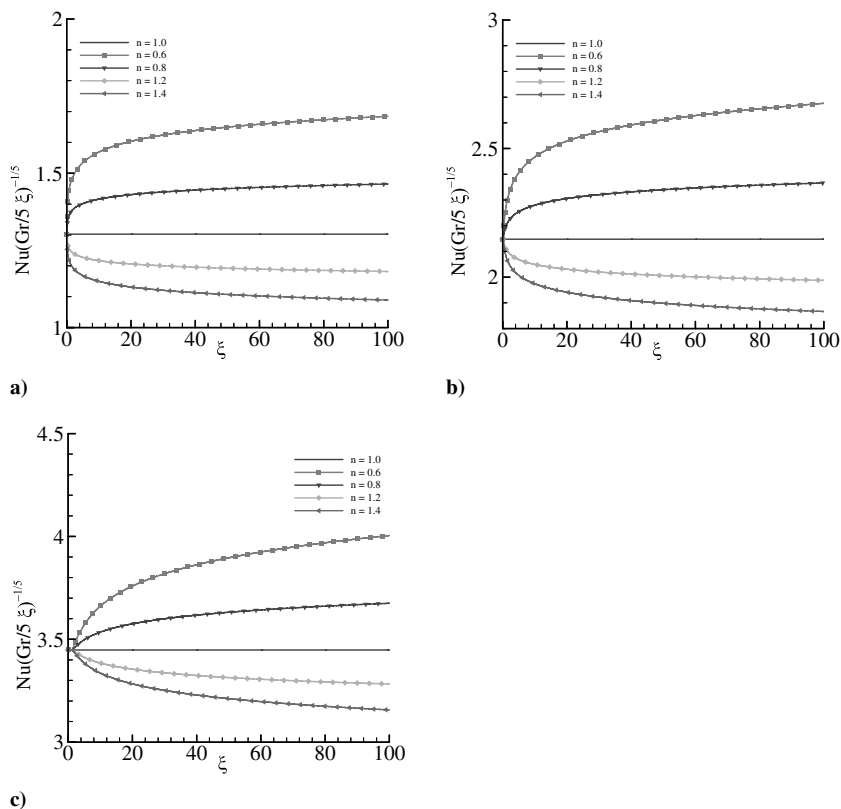 2
n = 1.0
n = 0.6
n = 0.8
n = 1.2
n = 1.4
1.5
1
Nu(Gr/5 ξ)^{-1/5}
0 20 40 60 80 100
ξ
a)
3
n = 1.0
n = 0.6
n = 0.8
n = 1.2
n = 1.4
2.5
2
Nu(Gr/5 ξ)^{-1/5}
0 20 40 60 80 100
ξ
b)
4.5
n = 1.0
n = 0.6
n = 0.8
n = 1.2
n = 1.4
4
3.5
3
Nu(Gr/5 ξ)^{-1/5}
0 20 40 60 80 100
ξ
c)